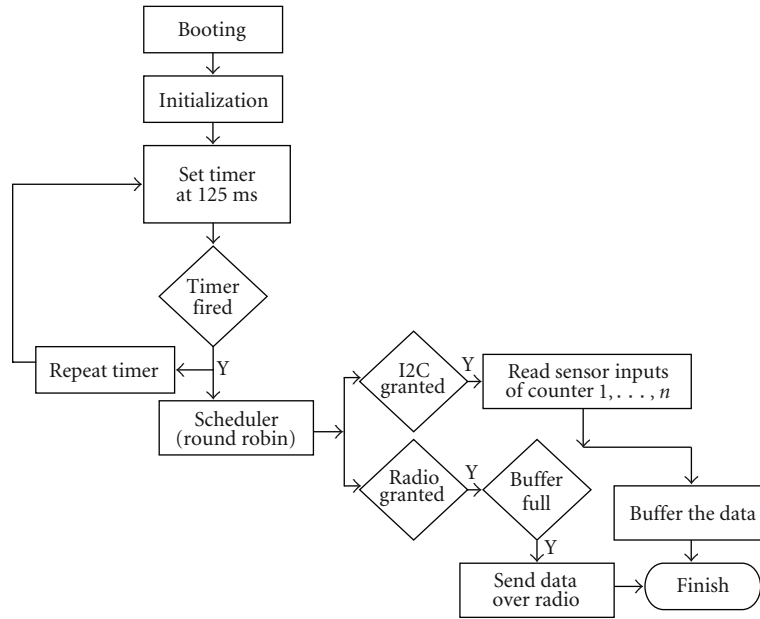 Booting
Initialization
Set timer
at 125 ms
Timer
fired
Y
Repeat timer
Scheduler
(round robin)
I2C
granted
Y
Read sensor inputs
of counter 1, . . . , n
Radio
granted
Y
Buffer
full
Y
Buffer the data
Send data
over radio
Finish